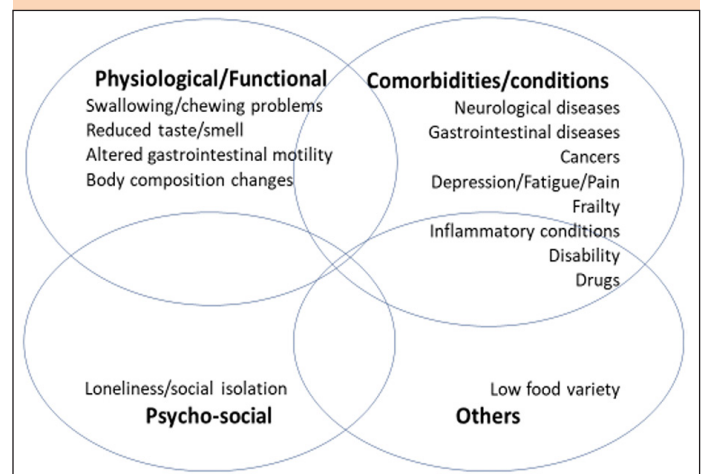 Physiological/Functional
Swallowing/chewing problems
Reduced taste/smell
Altered gastrointestinal motility
Body composition changes
Comorbidities/conditions
Neurological diseases
Gastrointestinal diseases
Cancers
Depression/Fatigue/Pain
Frailty
Inflammatory conditions
Disability
Drugs
Loneliness/social isolation
Psycho-social
Low food variety
Others